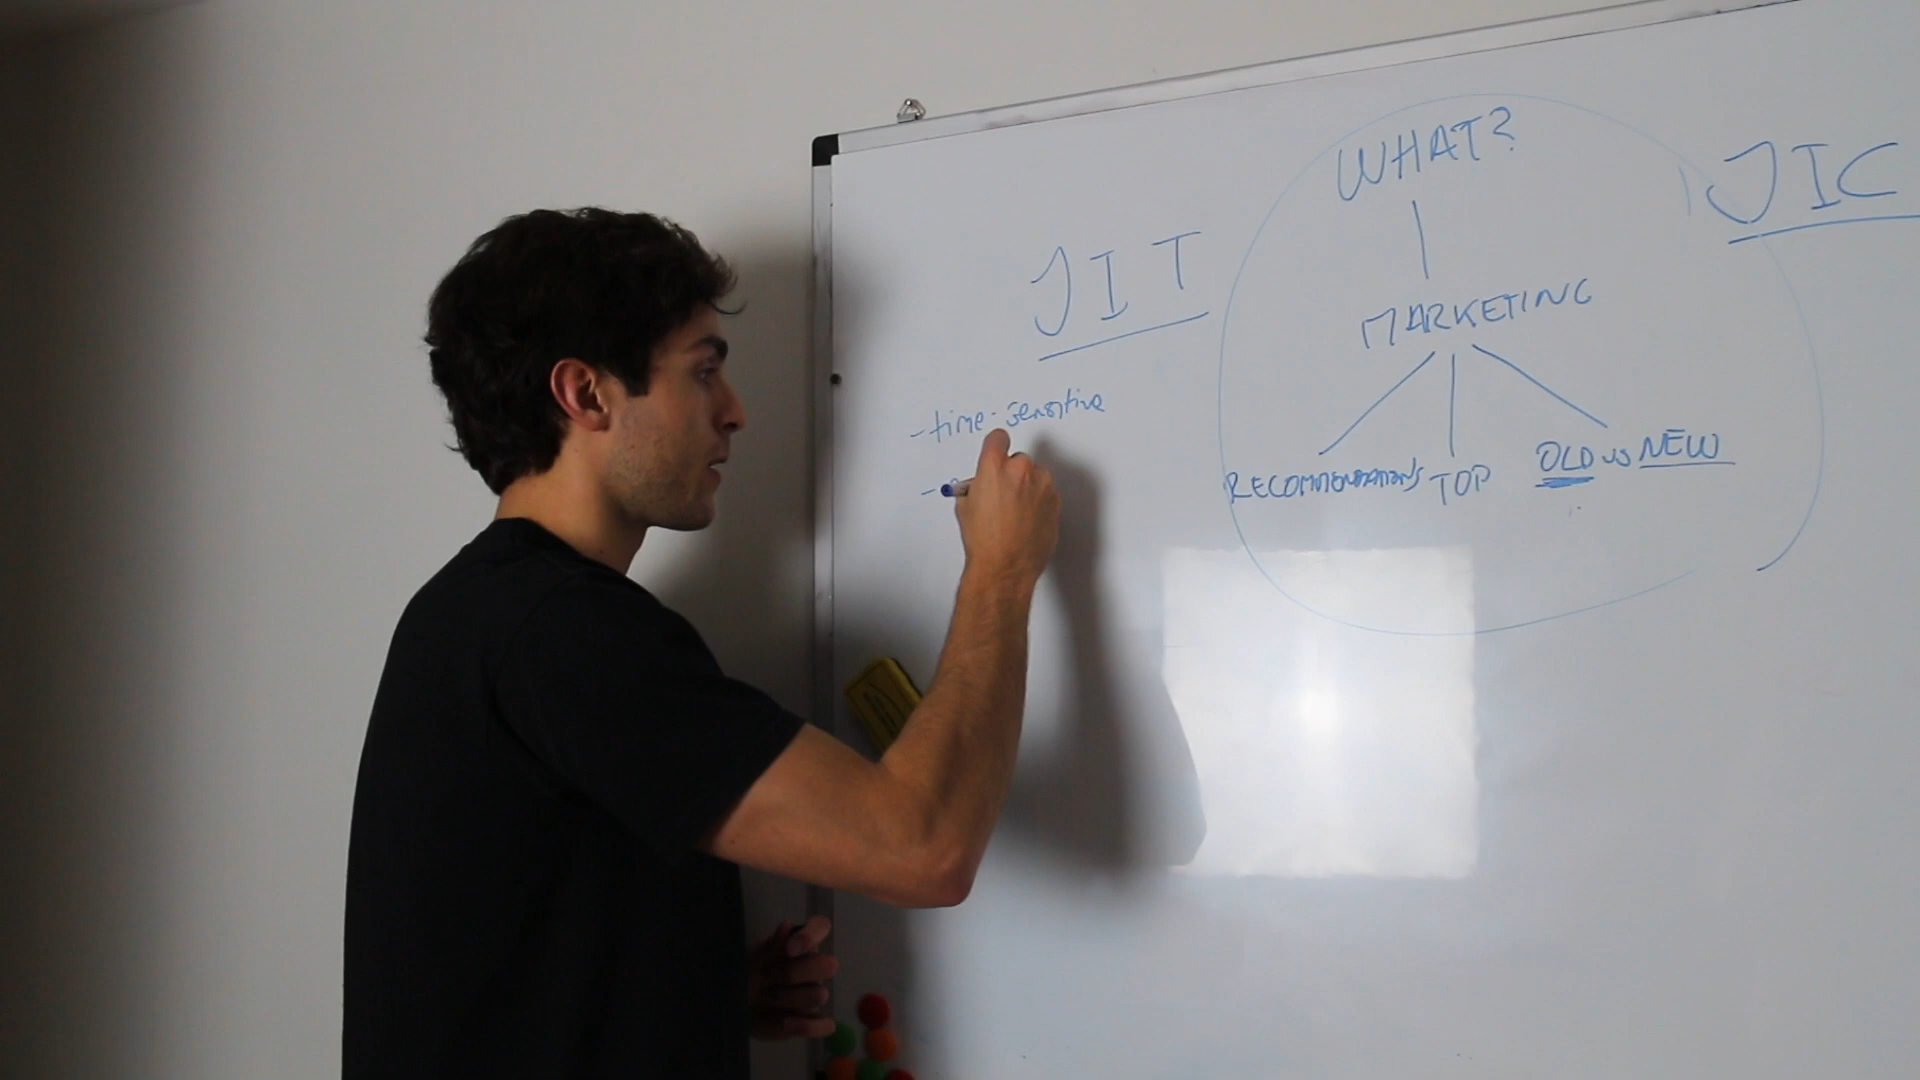 WHAT?
JIC
JIT
MARKETING
- time-sensitive
RECOMMENDATIONS TOP OLD vs NEW
-